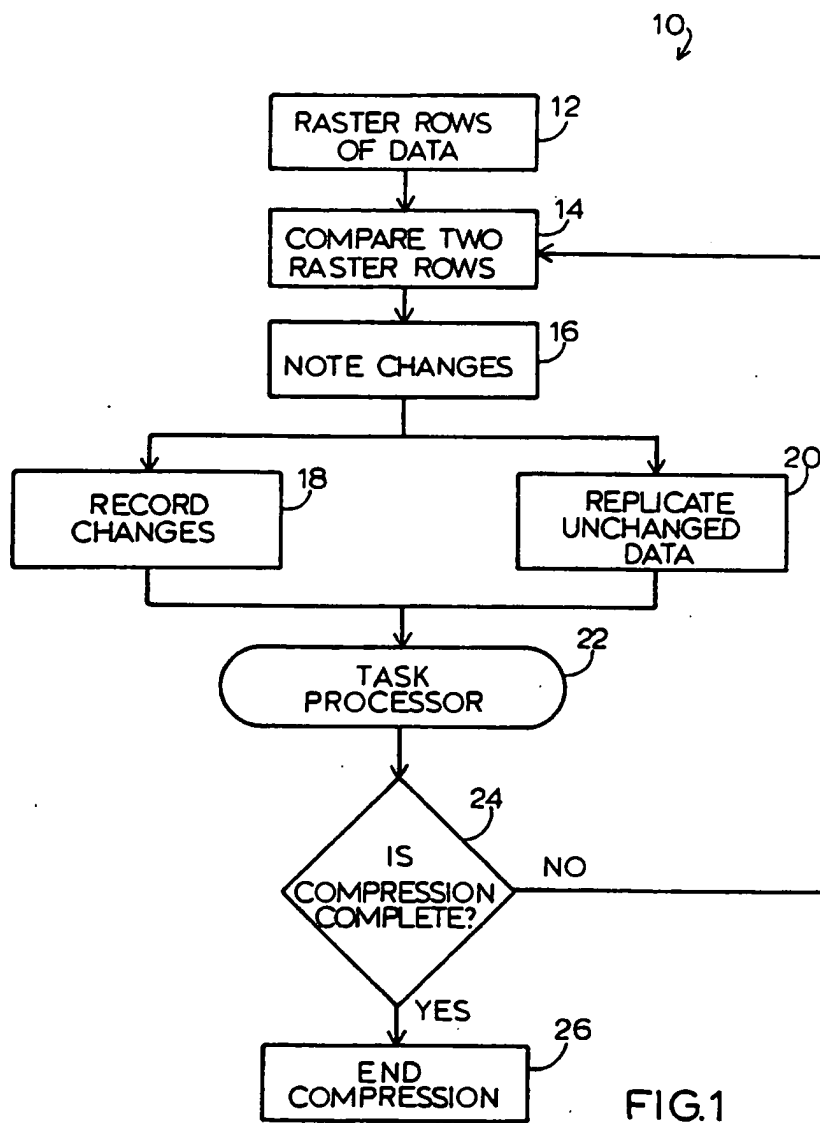 10
RASTER ROWS
OF DATA
12
COMPARE TWO
RASTER ROWS
14
NOTE CHANGES
16
RECORD
CHANGES
18
REPLICATE
UNCHANGED
DATA
20
TASK
PROCESSOR
22
IS
COMPRESSION
COMPLETE?
24
NO
YES
END
COMPRESSION
26
FIG.1